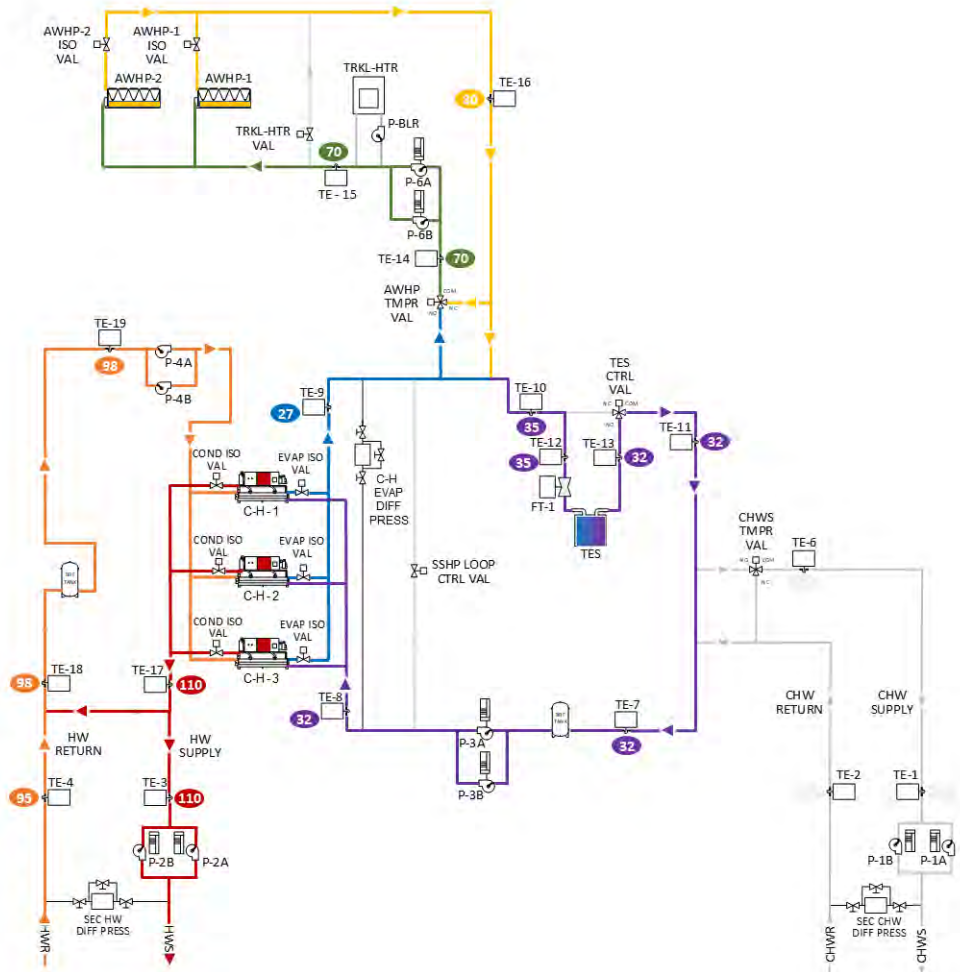 AWHP-2
ISO
VAL
AWHP-1
ISO
VAL
AWHP-2
AWHP-1
TRKL-HTR
P-BLR
TRKL-HTR
VAL
TE-16
70
TE - 15
P-6A
P-6B
TE-14
70
AWHP
TMPR
VAL
COM
N.C
NO
TE-19
98
P-4A
P-4B
TE-9
27
TE-10
35
TES
CTRL
VAL
N.C
COM
NO
TE-11
32
TE-12
35
TE-13
32
FT-1
TES
COND ISO
VAL
EVAP ISO
VAL
C-H-1
C-H
EVAP
DIFF
PRESS
COND ISO
VAL
EVAP ISO
VAL
C-H-2
SSHP LOOP
CTRL VAL
CHWS
TMPR
VAL
N.O
COM
N.C
TE-6
COND ISO
VAL
EVAP ISO
VAL
C-H-3
TANK
TE-18
98
TE-17
110
TE-8
32
P-3A
P-3B
TANK
TE-7
32
HW
RETURN
HW
SUPPLY
CHW
RETURN
CHW
SUPPLY
TE-4
95
TE-3
110
TE-2
TE-1
P-2B
P-2A
P-1B
P-1A
SEC HW
DIFF PRESS
SEC CHW
DIFF PRESS
HWR
HWS
CHWR
CHWS